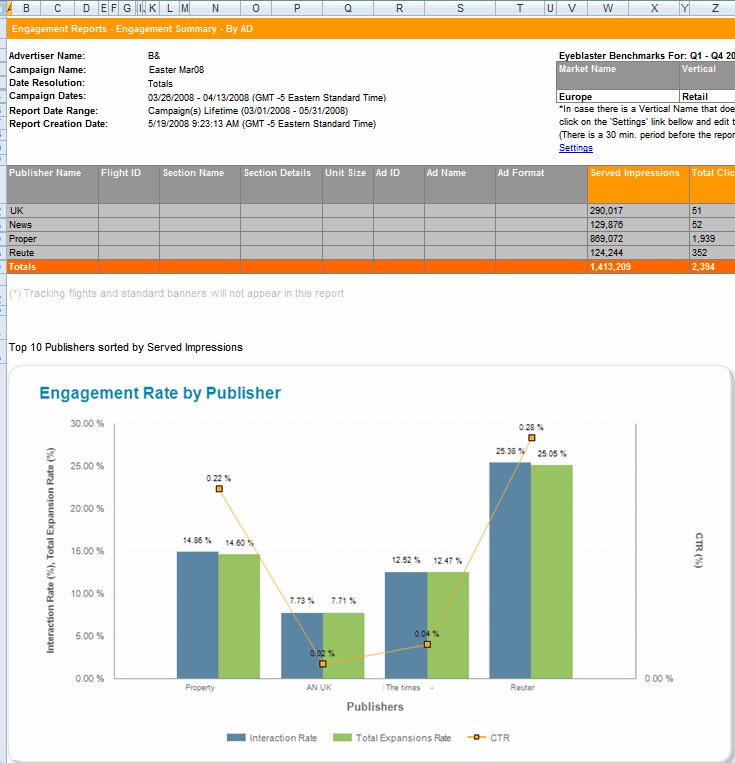 A B C D E F G H I J K L M N O P Q R S T U V W X Y Z
Engagement Reports - Engagement Summary - By AD
Advertiser Name: B&
Campaign Name: Easter Mar08
Date Resolution: Totals
Campaign Dates: 03/26/2008 - 04/13/2008 (GMT -5 Eastern Standard Time)
Report Date Range: Campaign(s) Lifetime (03/01/2008 - 05/31/2008)
Report Creation Date: 5/19/2008 9:23:13 AM (GMT -5 Eastern Standard Time)
Eyeblaster Benchmarks For: Q1 - Q4 20
Market Name Vertical
Europe Retail
*In case there is a Vertical Name that doe
click on the 'Settings' link bellow and edit t
(There is a 30 min. period before the repor
Settings
Publisher Name Flight ID Section Name Section Details Unit Size Ad ID Ad Name Ad Format Served Impressions Total Clic
UK 290,017 51
News 129,876 52
Proper 869,072 1,939
Reute 124,244 352
Totals 1,413,209 2,394
(*) Tracking flights and standard banners will not appear in this report
Top 10 Publishers sorted by Served Impressions
Engagement Rate by Publisher
30.00 %
25.00 %
20.00 %
15.00 %
10.00 %
5.00 %
0.00 %
Interaction Rate (%), Total Expansion Rate (%)
0.22 %
14.86 % 14.60 %
7.73 % 7.71 %
0.02 %
12.52 % 12.47 %
0.04 %
0.28 %
25.38 % 25.05 %
CTR (%)
0.00 %
Property AN UK The times - Reuter
Publishers
Interaction Rate Total Expansions Rate CTR